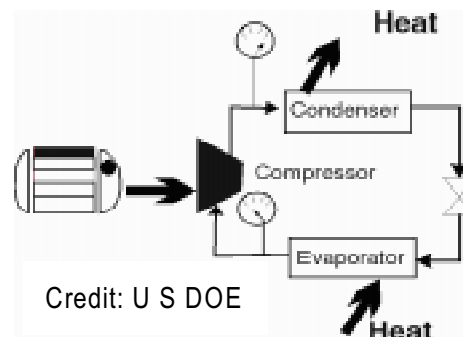 Heat
Condenser
Compressor
Evaporator
Credit: U S DOE
Heat